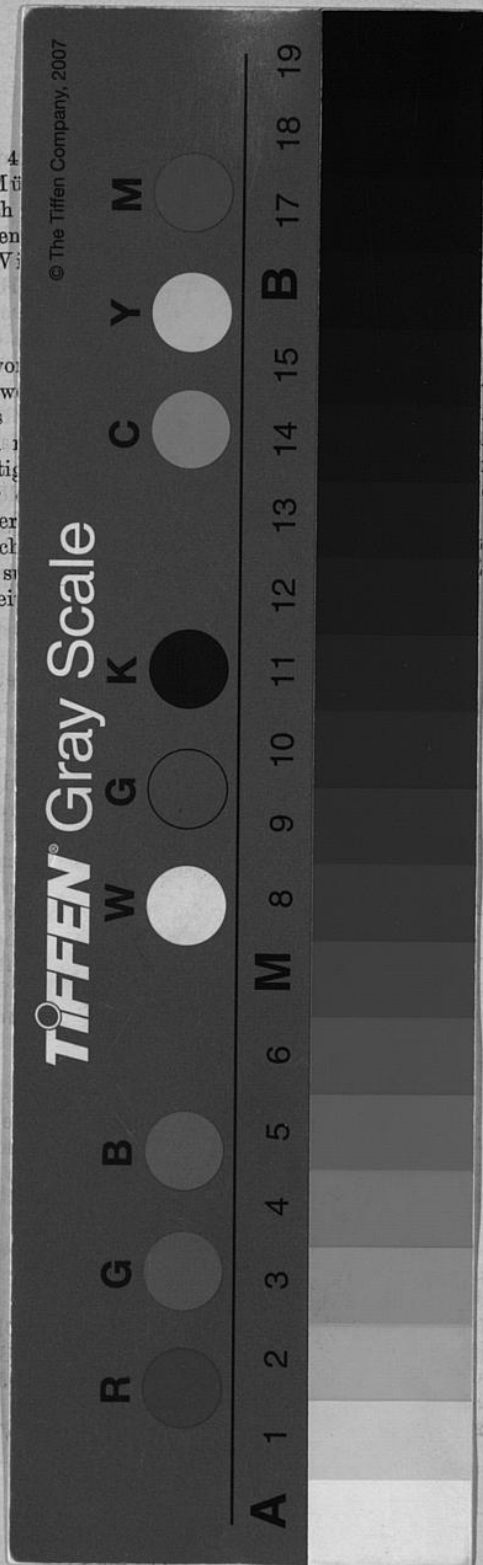 © The Tiffen Company, 2007
TIFFEN® Gray Scale
R G B W G K C Y M
A 1 2 3 4 5 6 M 8 9 10 11 12 13 14 15 B 17 18 19